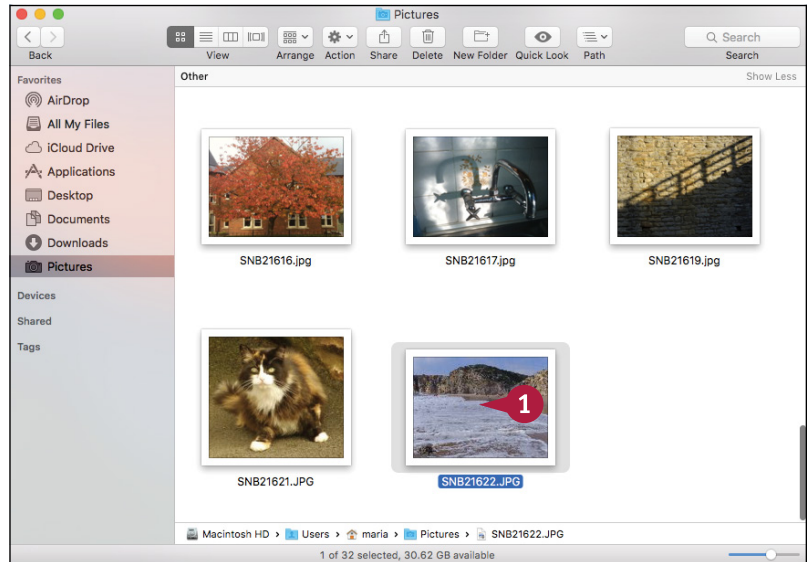 Pictures
Back View Arrange Action Share Delete New Folder Quick Look Path Search
Search
Favorites
AirDrop
All My Files
iCloud Drive
Applications
Desktop
Documents
Downloads
Pictures
Devices
Shared
Tags
Other Show Less
SNB21616.jpg SNB21617.jpg SNB21619.jpg
1
SNB21621.JPG SNB21622.JPG
Macintosh HD › Users › maria › Pictures › SNB21622.JPG
1 of 32 selected, 30.62 GB available